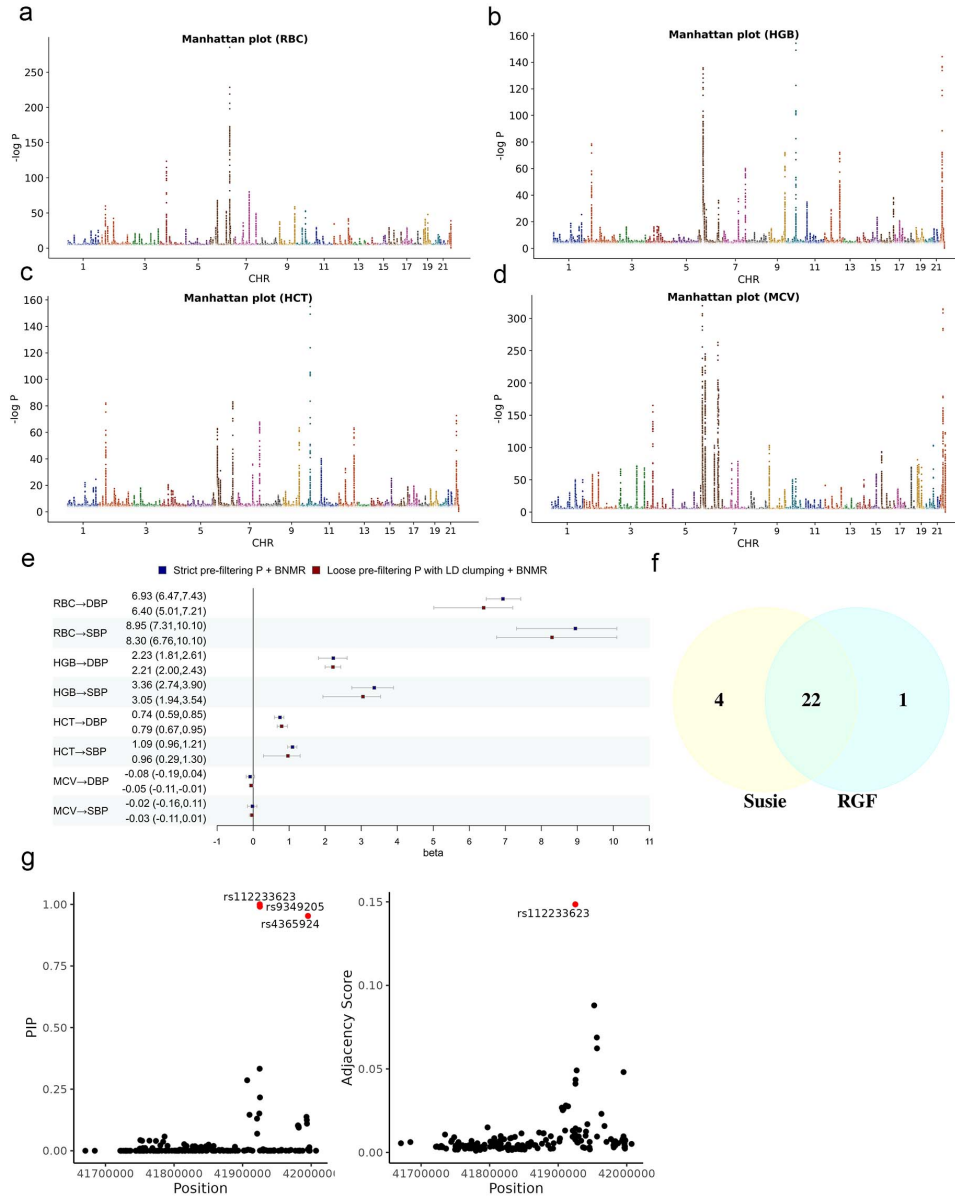 a
Manhattan plot (RBC)
-log P
250
200
150
100
50
0
1 3 5 7 9 11 13 15 17 19 21
CHR
b
Manhattan plot (HGB)
-log P
160
140
120
100
80
60
40
20
0
1 3 5 7 9 11 13 15 17 19 21
CHR
c
Manhattan plot (HCT)
-log P
160
140
120
100
80
60
40
20
0
1 3 5 7 9 11 13 15 17 19 21
CHR
d
Manhattan plot (MCV)
-log P
300
250
200
150
100
50
0
1 3 5 7 9 11 13 15 17 19 21
CHR
e
Strict pre-filtering P + BNMR Loose pre-filtering P with LD clumping + BNMR
RBC→DBP 6.93 (6.47,7.43)
6.40 (5.01,7.21)
RBC→SBP 8.95 (7.31,10.10)
8.30 (6.76,10.10)
HGB→DBP 2.23 (1.81,2.61)
2.21 (2.00,2.43)
HGB→SBP 3.36 (2.74,3.90)
3.05 (1.94,3.54)
HCT→DBP 0.74 (0.59,0.85)
0.79 (0.67,0.95)
HCT→SBP 1.09 (0.96,1.21)
0.96 (0.29,1.30)
MCV→DBP -0.08 (-0.19,0.04)
-0.05 (-0.11,-0.01)
MCV→SBP -0.02 (-0.16,0.11)
-0.03 (-0.11,0.01)
-1 0 1 2 3 4 5 6 7 8 9 10 11
beta
f
4 22 1
Susie RGF
g
PIP
1.00
0.75
0.50
0.25
0.00
rs112233623
rs9349205
rs4365924
41700000 41800000 41900000 42000000
Position
Adjacency Score
0.15
0.10
0.05
0.00
rs112233623
41700000 41800000 41900000 42000000
Position